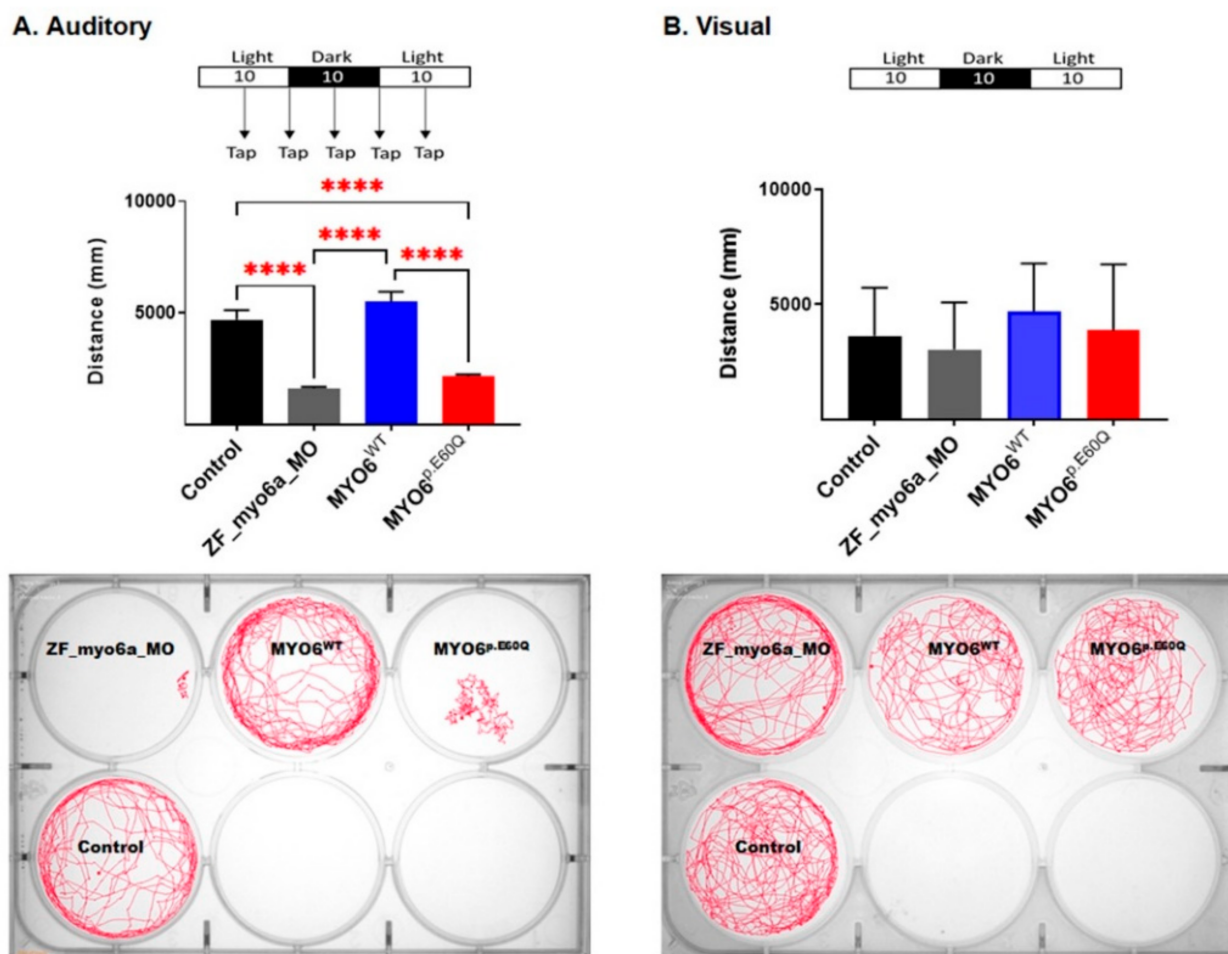 A. Auditory
Light Dark Light
10 10 10
Tap Tap Tap Tap Tap
****
****
****
****
10000
5000
Distance (mm)
Control
ZF_myo6a_MO
MYO6WT
MYO6p.E60Q
ZF_myo6a_MO
MYO6WT
MYO6p.E60Q
Control
B. Visual
Light Dark Light
10 10 10
10000
5000
Distance (mm)
Control
ZF_myo6a_MO
MYO6WT
MYO6p.E60Q
ZF_myo6a_MO
MYO6WT
MYO6p.E60Q
Control